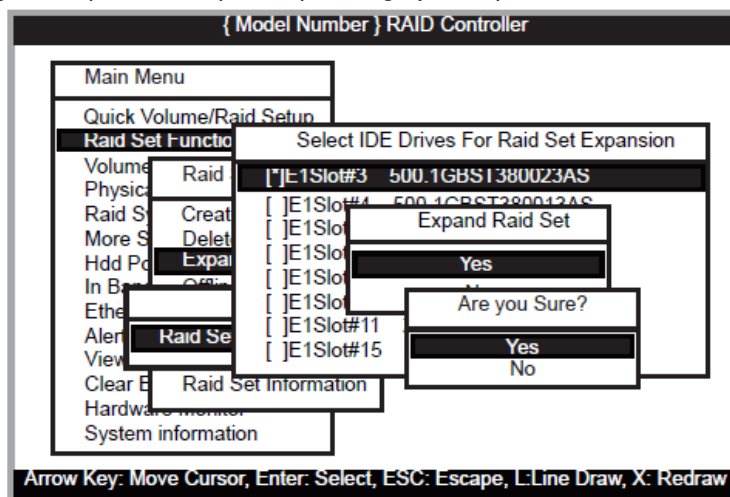 { Model Number } RAID Controller
Main Menu
Quick Volume/Raid Setup
Raid Set Functio
Volume
Physica
Raid Sy
More S
Hdd Po
In Ba
Ethe
Alert
View
Clear E
Hardware Monitor
System information
Raid
Creat
Delet
Expan
Offlin
Raid Set Information
Raid Se
Select IDE Drives For Raid Set Expansion
[*]E1Slot#3 500.1GBST380023AS
[ ]E1Slot#4 500.1GBST380013AS
[ ]E1Slot
[ ]E1Slot
[ ]E1Slot
[ ]E1Slot
[ ]E1Slot#11
[ ]E1Slot#15
Expand Raid Set
Yes
No
Are you Sure?
Yes
No
Arrow Key: Move Cursor, Enter: Select, ESC: Escape, L:Line Draw, X: Redraw